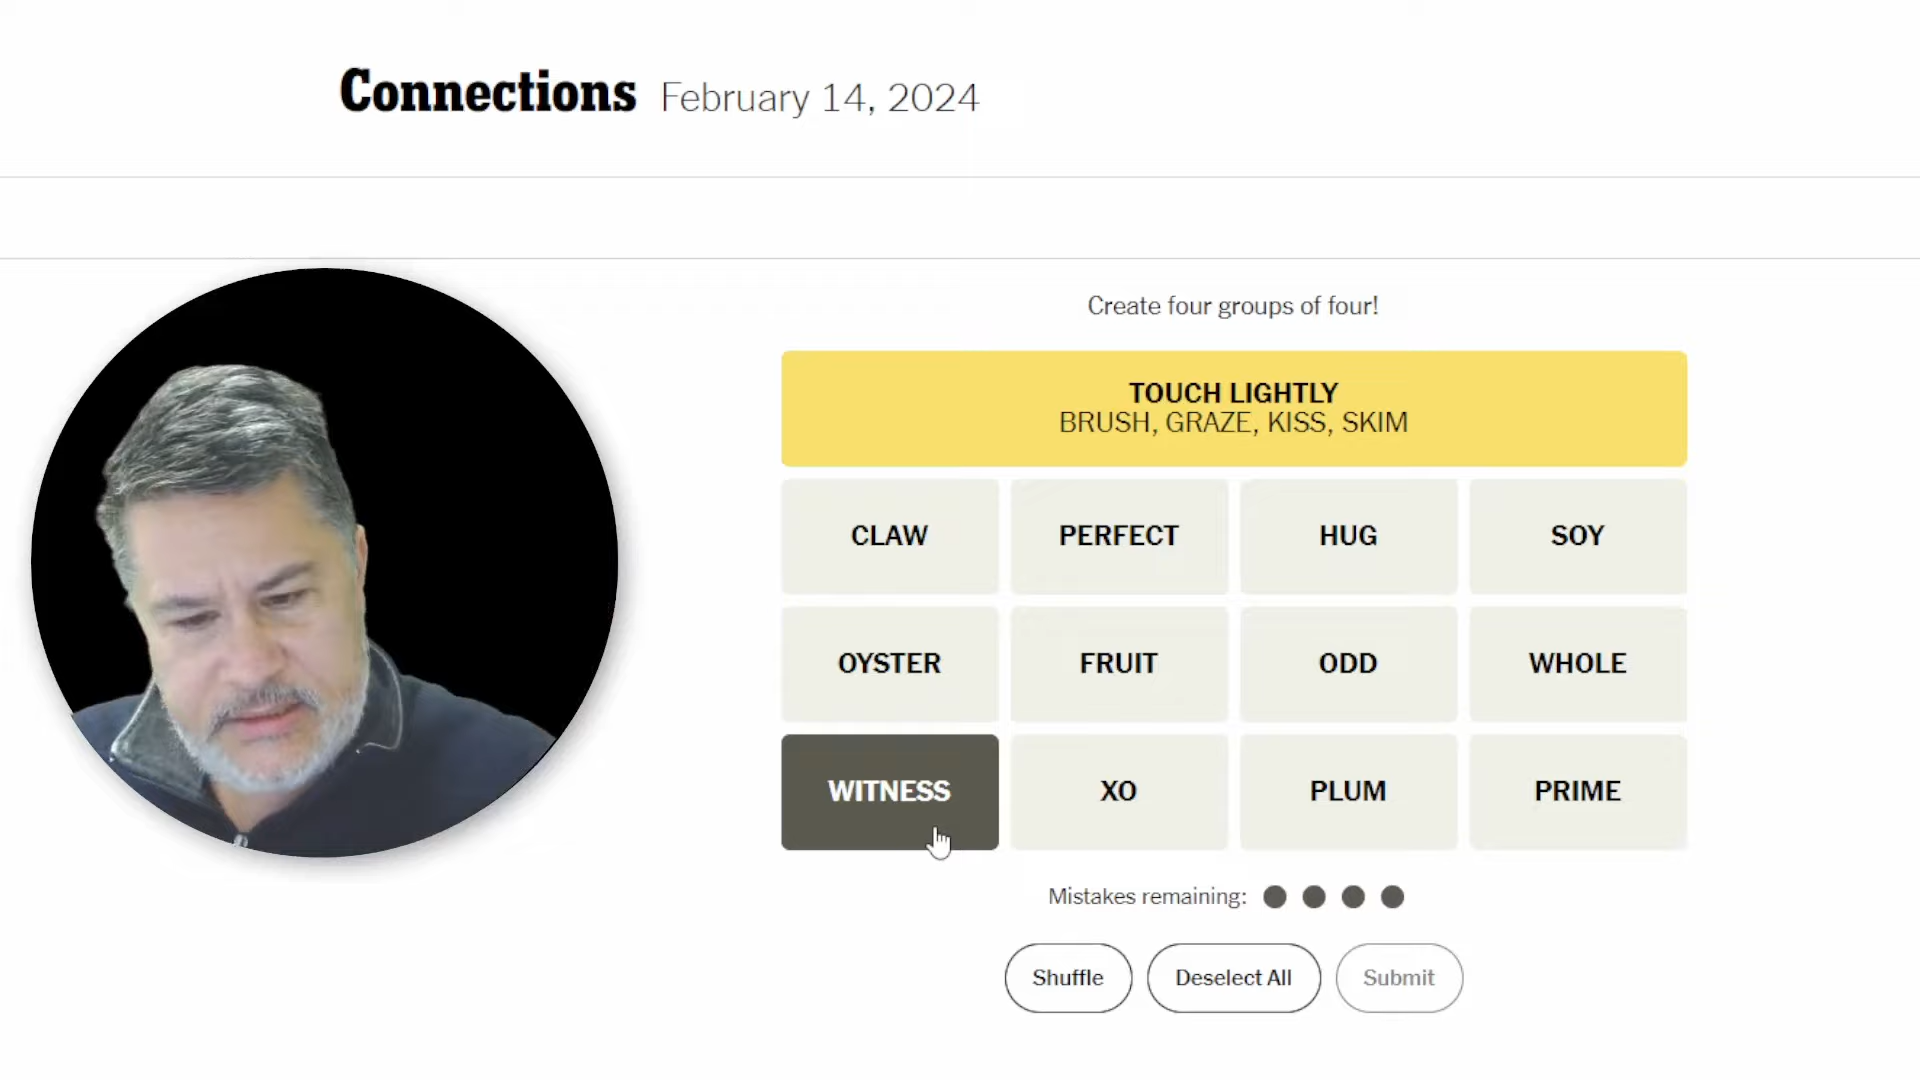 Connections February 14, 2024
Create four groups of four!
TOUCH LIGHTLY
BRUSH, GRAZE, KISS, SKIM
CLAW PERFECT HUG SOY
OYSTER FRUIT ODD WHOLE
WITNESS XO PLUM PRIME
Mistakes remaining:
Shuffle Deselect All Submit